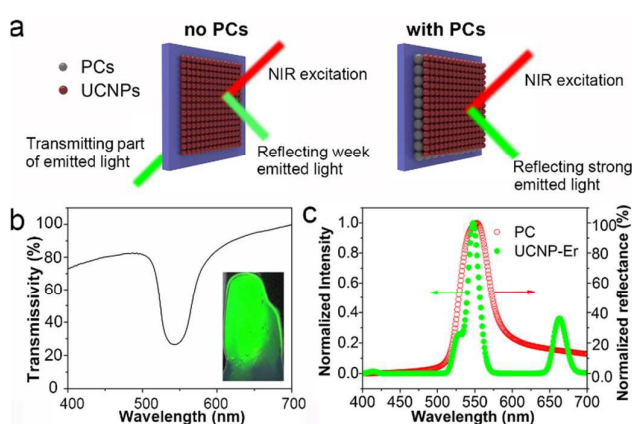 a
no PCs
with PCs
PCs
UCNPs
NIR excitation
NIR excitation
Transmitting part
of emitted light
Reflecting week
emitted light
Reflecting strong
emitted light
b
Transmissivity (%)
100
80
60
40
20
0
400
500
600
700
Wavelength (nm)
c
Normalized Intensity
1.0
0.8
0.6
0.4
0.2
0.0
PC
UCNP-Er
100
80
60
40
20
0
Normalized reflectance (%)
400 450 500 550 600 650 700
Wavelength (nm)